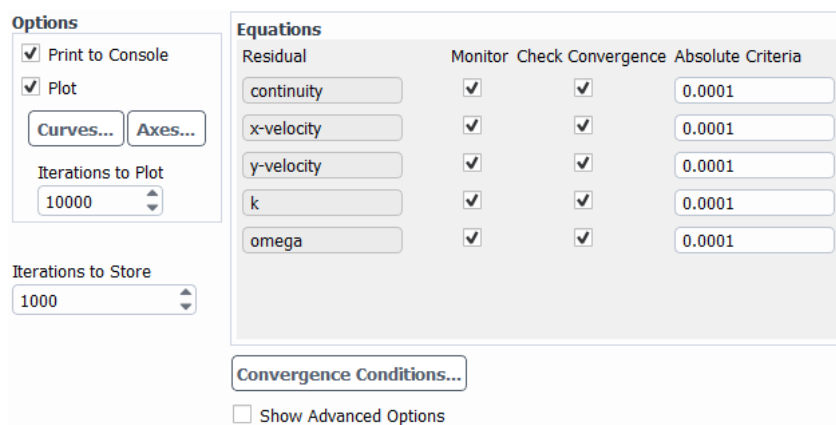 Options
Print to Console
Plot
Curves... Axes...
Iterations to Plot
10000
Iterations to Store
1000
Equations
Residual Monitor Check Convergence Absolute Criteria
continuity 0.0001
x-velocity 0.0001
y-velocity 0.0001
k 0.0001
omega 0.0001
Convergence Conditions...
Show Advanced Options